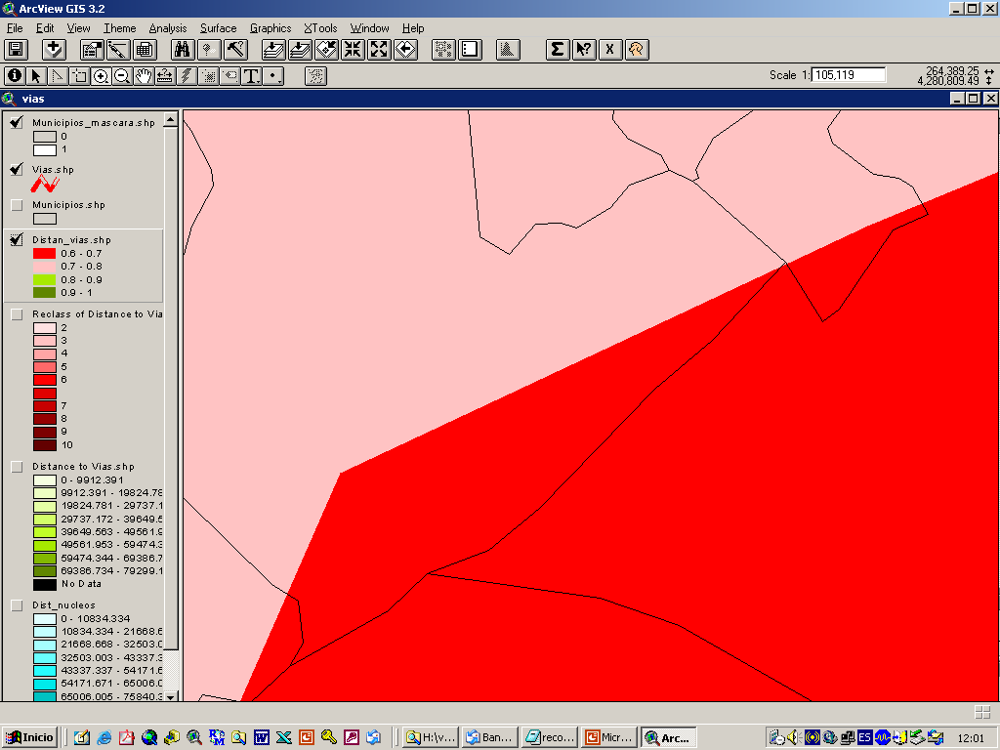 ArcView GIS 3.2
File Edit View Theme Analysis Surface Graphics XTools Window Help
Scale 1: 105,119
264,389.25
4,280,809.49
vias
Municipios_mascara.shp
0
1
Vias.shp
Municipios.shp
Distan_vias.shp
0.6 - 0.7
0.7 - 0.8
0.8 - 0.9
0.9 - 1
Reclass of Distance to Via
2
3
4
5
6
7
8
9
10
Distance to Vias.shp
0 - 9912.391
9912.391 - 19824.78
19824.781 - 29737.1
29737.172 - 39649.5
39649.563 - 49561.9
49561.953 - 59474.3
59474.344 - 69386.7
69386.734 - 79299.1
No Data
Dist_nucleos
0 - 10834.334
10834.334 - 21668.6
21668.668 - 32503.0
32503.003 - 43337.3
43337.337 - 54171.6
54171.671 - 65006.0
65006.005 - 75840.3
Inicio H:\v... Ban... reco... Micr... Arc... ES 12:01